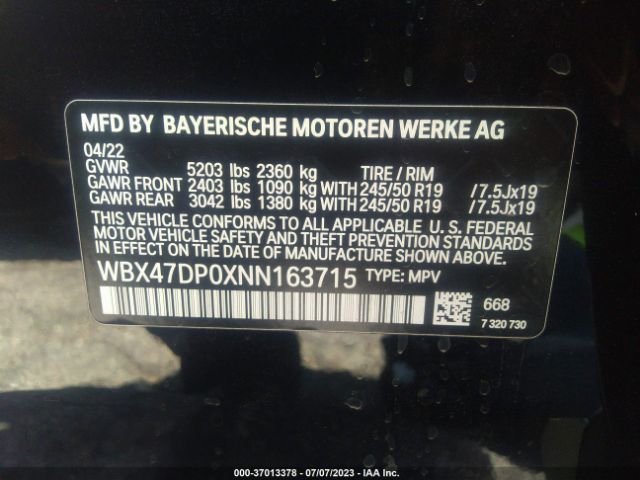 MFD BY BAYERISCHE MOTOREN WERKE AG
04/22
GVWR 5203 lbs 2360 kg TIRE / RIM
GAWR FRONT 2403 lbs 1090 kg WITH 245/50 R19 /7.5Jx19
GAWR REAR 3042 lbs 1380 kg WITH 245/50 R19 /7.5Jx19
THIS VEHICLE CONFORMS TO ALL APPLICABLE U. S. FEDERAL
MOTOR VEHICLE SAFETY AND THEFT PREVENTION STANDARDS
IN EFFECT ON THE DATE OF MANUFACTURE SHOWN ABOVE.
WBX47DP0XNN163715 TYPE: MPV
668
7 320 730
000-37013378 - 07/07/2023 - IAAI Corp.